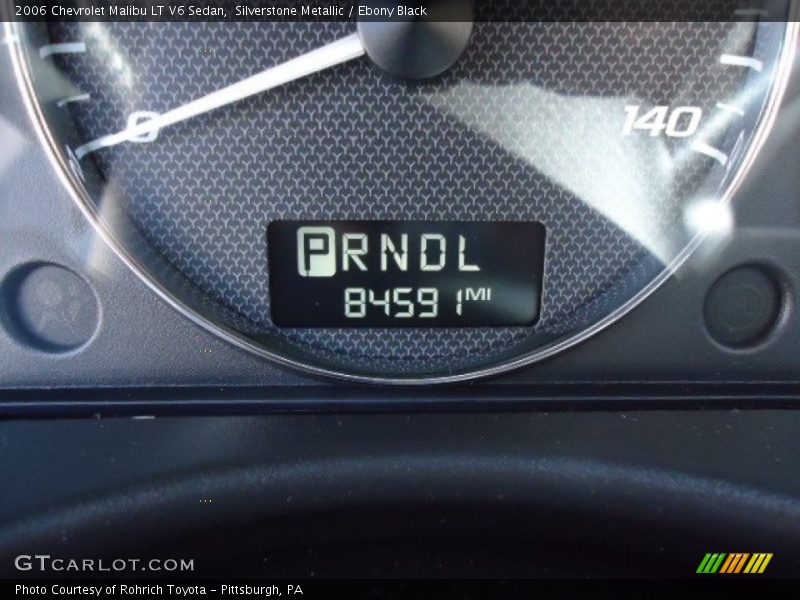 2006 Chevrolet Malibu LT V6 Sedan,  Silverstone Metallic / Ebony Black
0
140
PRNDL
84591 MI
GTCARLOT.COM
Photo Courtesy of Rohrich Toyota - Pittsburgh, PA